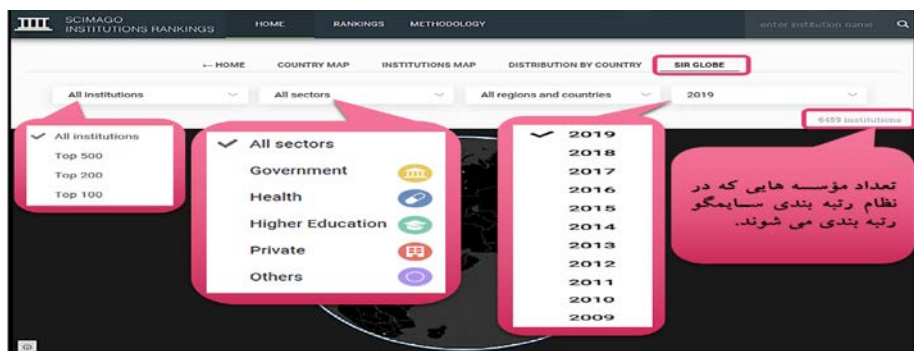 SCIMAGO
INSTITUTIONS RANKINGS
HOME RANKINGS METHODOLOGY
enter institution name
← HOME COUNTRY MAP INSTITUTIONS MAP DISTRIBUTION BY COUNTRY SIR GLOBE
All institutions All sectors All regions and countries 2019
6459 institutions
All institutions
Top 500
Top 200
Top 100
All sectors
Government
Health
Higher Education
Private
Others
2019
2018
2017
2016
2015
2014
2013
2012
2011
2010
2009
تعداد مؤسسه هایی که در
نظام رتبه بندی سایمگو
رتبه بندی می شوند.